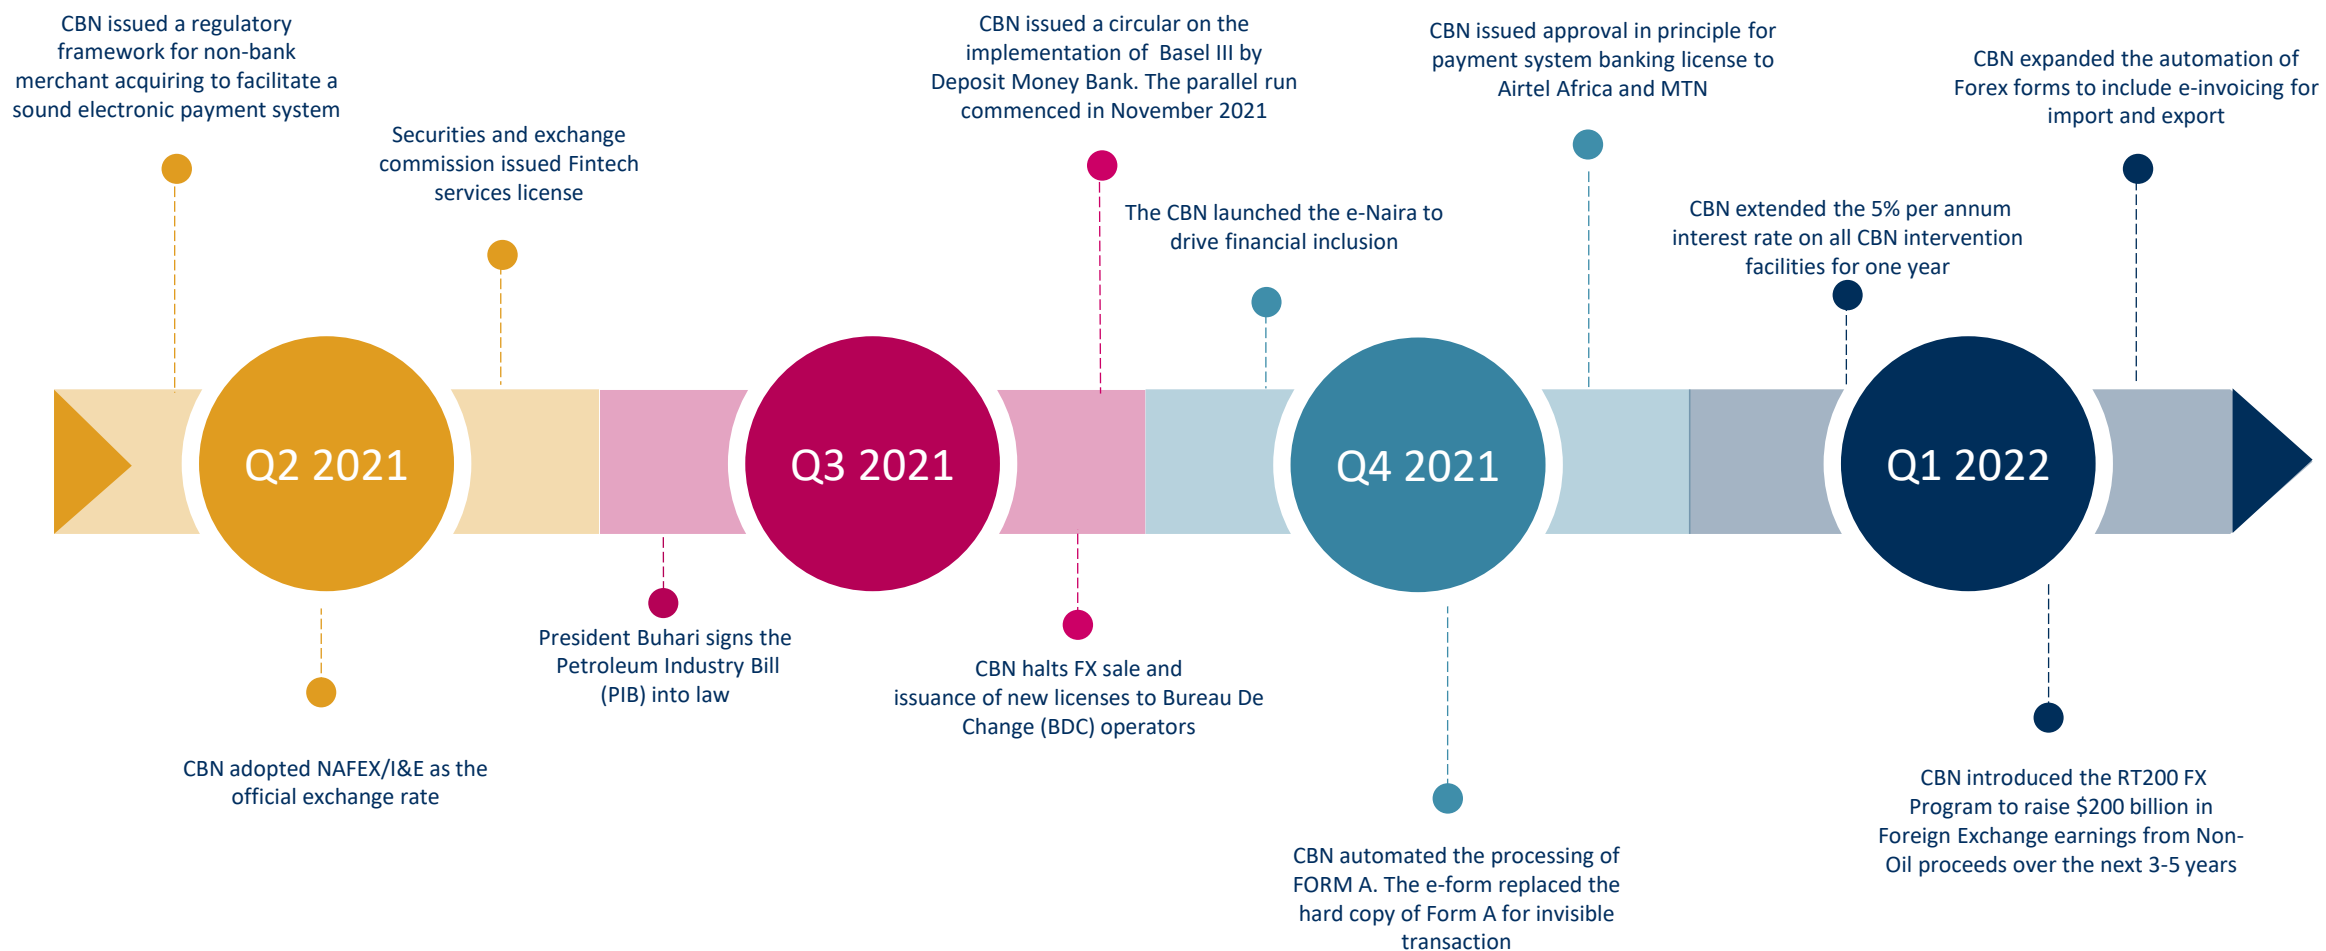 CBN issued a regulatory
framework for non-bank
merchant acquiring to facilitate a
sound electronic payment system
Securities and exchange
commission issued Fintech
services license
CBN issued a circular on the
implementation of Basel III by
Deposit Money Bank. The parallel run
commenced in November 2021
The CBN launched the e-Naira to
drive financial inclusion
CBN issued approval in principle for
payment system banking license to
Airtel Africa and MTN
CBN extended the 5% per annum
interest rate on all CBN intervention
facilities for one year
CBN expanded the automation of
Forex forms to include e-invoicing for
import and export
Q2 2021
Q3 2021
Q4 2021
Q1 2022
CBN adopted NAFEX/I&E as the
official exchange rate
President Buhari signs the
Petroleum Industry Bill
(PIB) into law
CBN halts FX sale and
issuance of new licenses to Bureau De
Change (BDC) operators
CBN automated the processing of
FORM A. The e-form replaced the
hard copy of Form A for invisible
transaction
CBN introduced the RT200 FX
Program to raise $200 billion in
Foreign Exchange earnings from Non-
Oil proceeds over the next 3-5 years